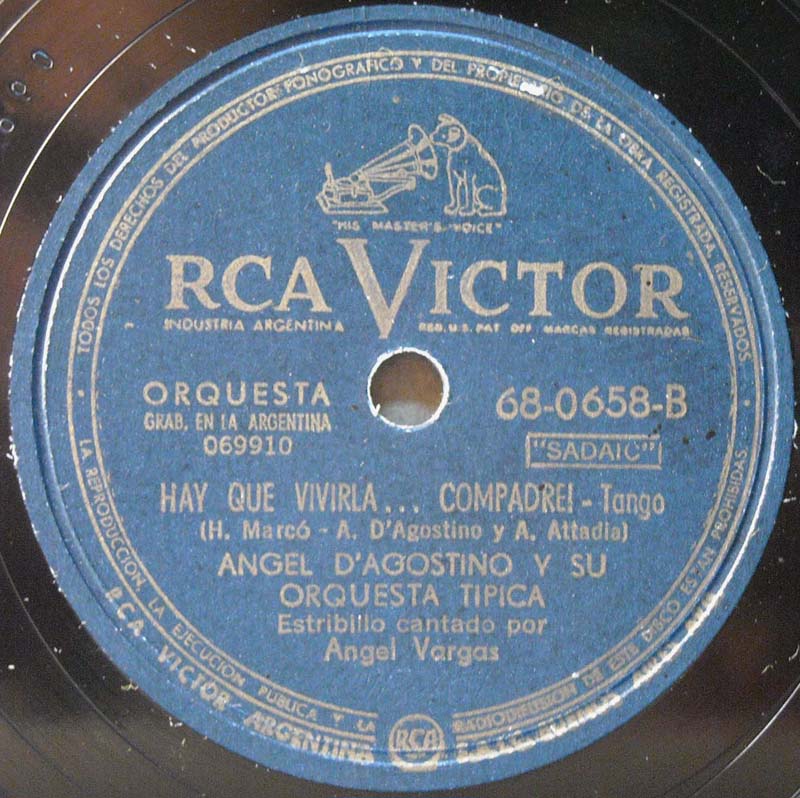 · TODOS LOS DERECHOS DEL PRODUCTOR FONOGRAFICO Y DEL PROPIETARIO DE LA OBRA REGISTRADA, RESERVADOS ·
"HIS MASTER'S VOICE"
RCA VICTOR
INDUSTRIA ARGENTINA REG. U.S. PAT OFF MARCAS REGISTRADAS
ORQUESTA 68-0658-B
GRAB. EN LA ARGENTINA
069910 "SADAIC"
HAY QUE VIVIRLA... COMPADRE! - Tango
(H. Marcó - A. D'Agostino y A. Attadia)
ANGEL D'AGOSTINO Y SU
ORQUESTA TIPICA
Estribillo cantado por
Angel Vargas
LA REPRODUCCION, LA EJECUCION PUBLICA Y LA RADIODIFUSION DE ESTE DISCO ESTAN PROHIBIDAS
RCA VICTOR ARGENTINA RCA BUENOS AIRES